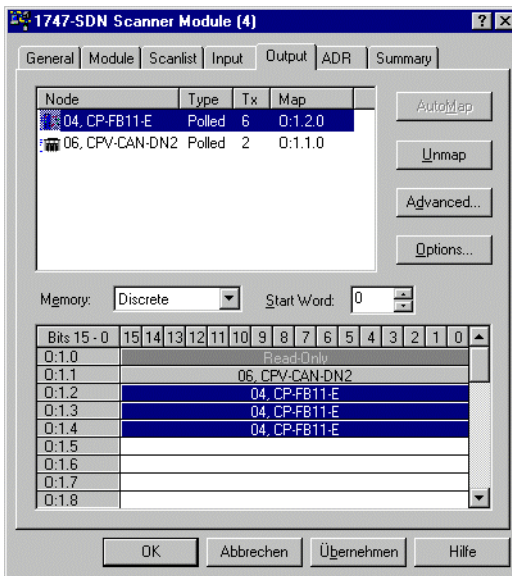 1747-SDN Scanner Module (4)
General Module Scanlist Input Output ADR Summary
Node Type Tx Map
04, CP-FB11-E Polled 6 O:1.2.0
06, CPV-CAN-DN2 Polled 2 O:1.1.0
AutoMap
Unmap
Advanced...
Options...
Memory: Discrete Start Word: 0
Bits 15 - 0 15 14 13 12 11 10 9 8 7 6 5 4 3 2 1 0
O:1.0 Read-Only
O:1.1 06, CPV-CAN-DN2
O:1.2 04, CP-FB11-E
O:1.3 04, CP-FB11-E
O:1.4 04, CP-FB11-E
O:1.5
O:1.6
O:1.7
O:1.8
OK Abbrechen Übernehmen Hilfe